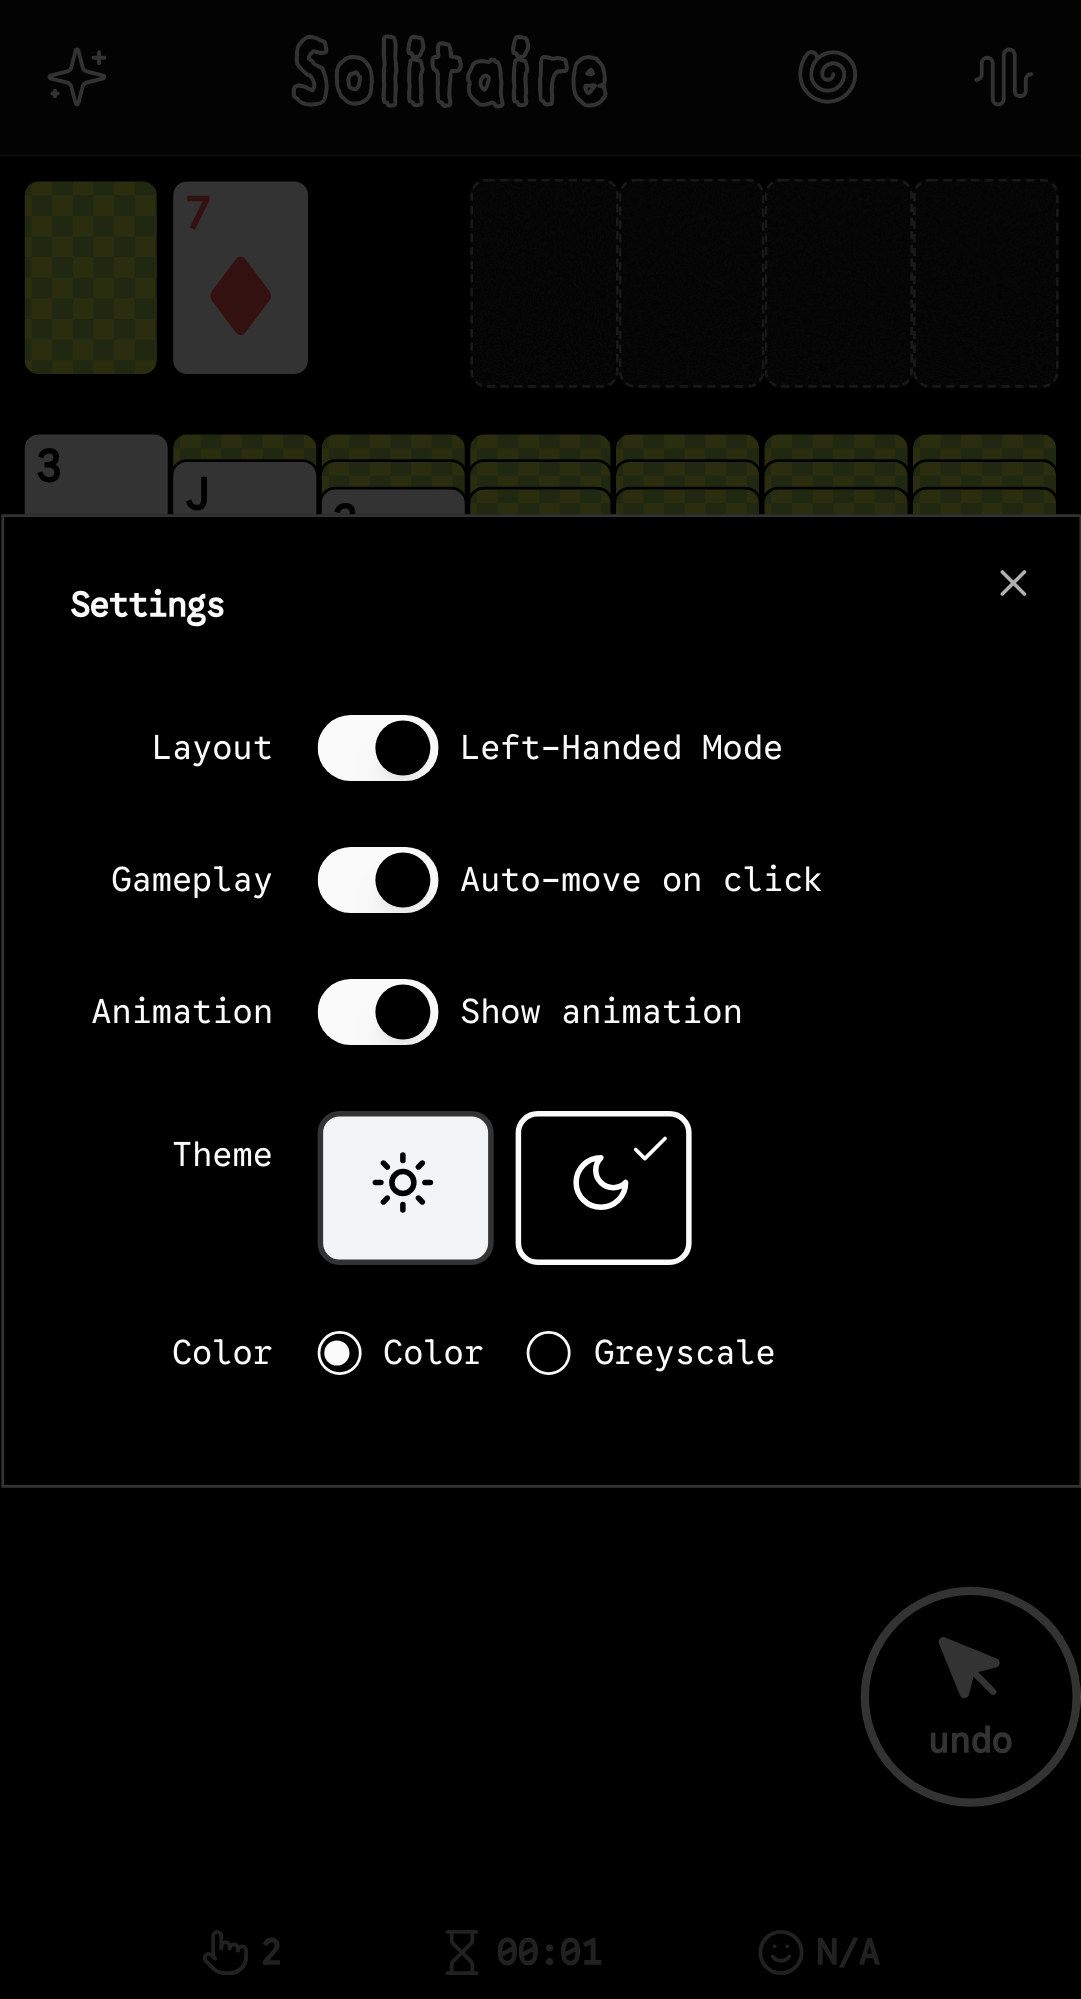 Solitaire
7
3
J
Settings
Layout
Left-Handed Mode
Gameplay
Auto-move on click
Animation
Show animation
Theme
Color
Color
Greyscale
undo
2
00:01
N/A